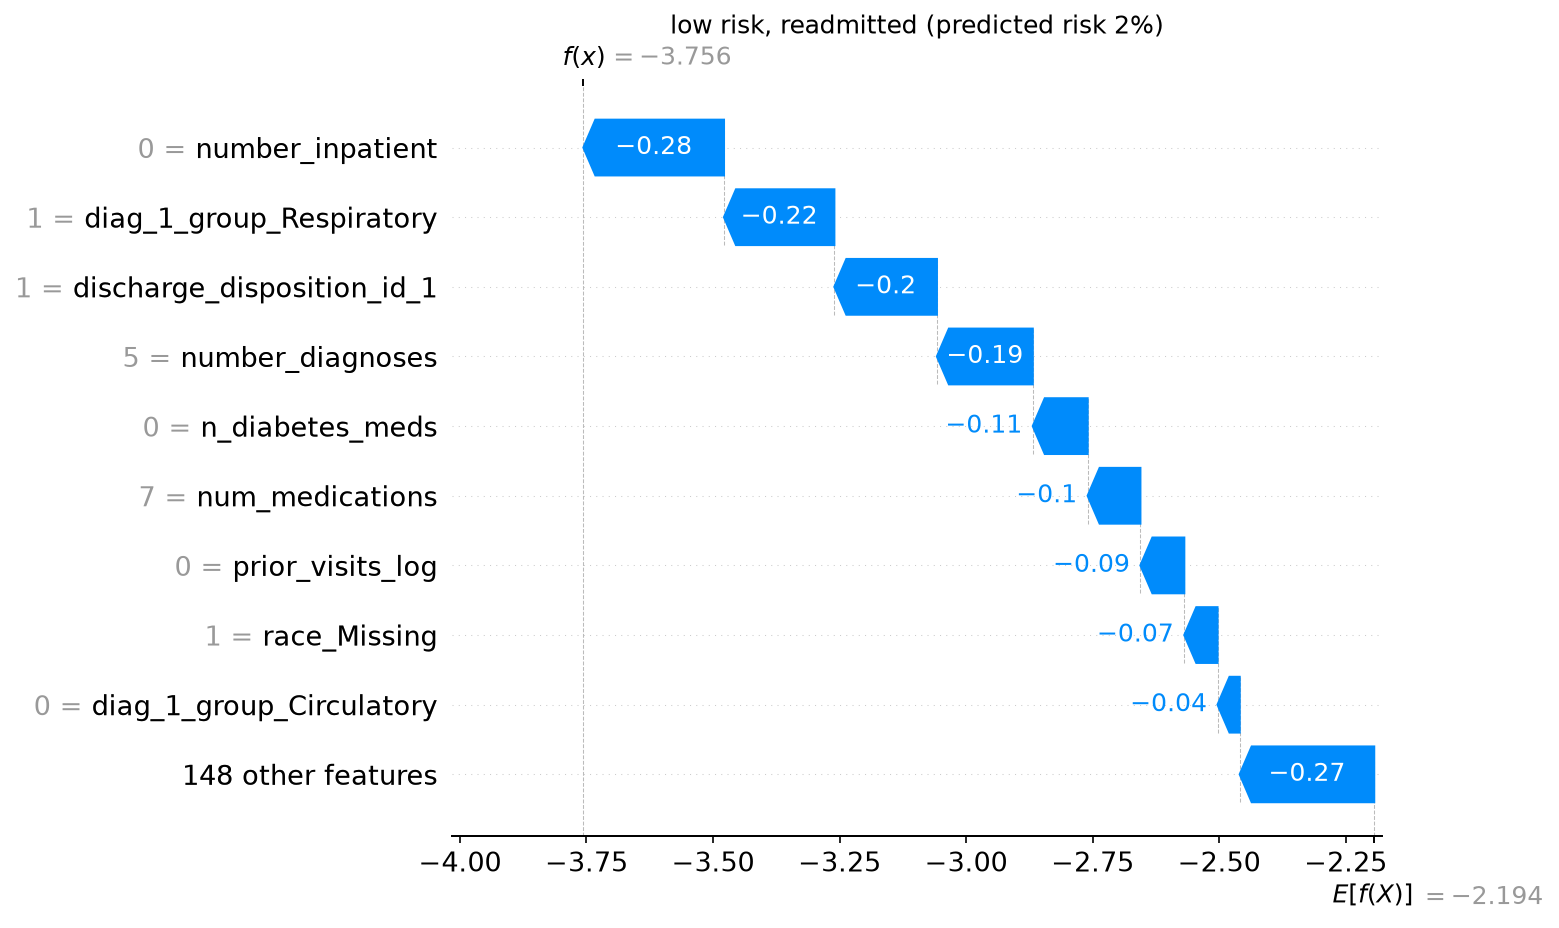 low risk, readmitted (predicted risk 2%)
f(x) = −3.756
0 = number_inpatient −0.28
1 = diag_1_group_Respiratory −0.22
1 = discharge_disposition_id_1 −0.2
5 = number_diagnoses −0.19
0 = n_diabetes_meds −0.11
7 = num_medications −0.1
0 = prior_visits_log −0.09
1 = race_Missing −0.07
0 = diag_1_group_Circulatory −0.04
148 other features −0.27
−4.00 −3.75 −3.50 −3.25 −3.00 −2.75 −2.50 −2.25
E[f(X)] = −2.194